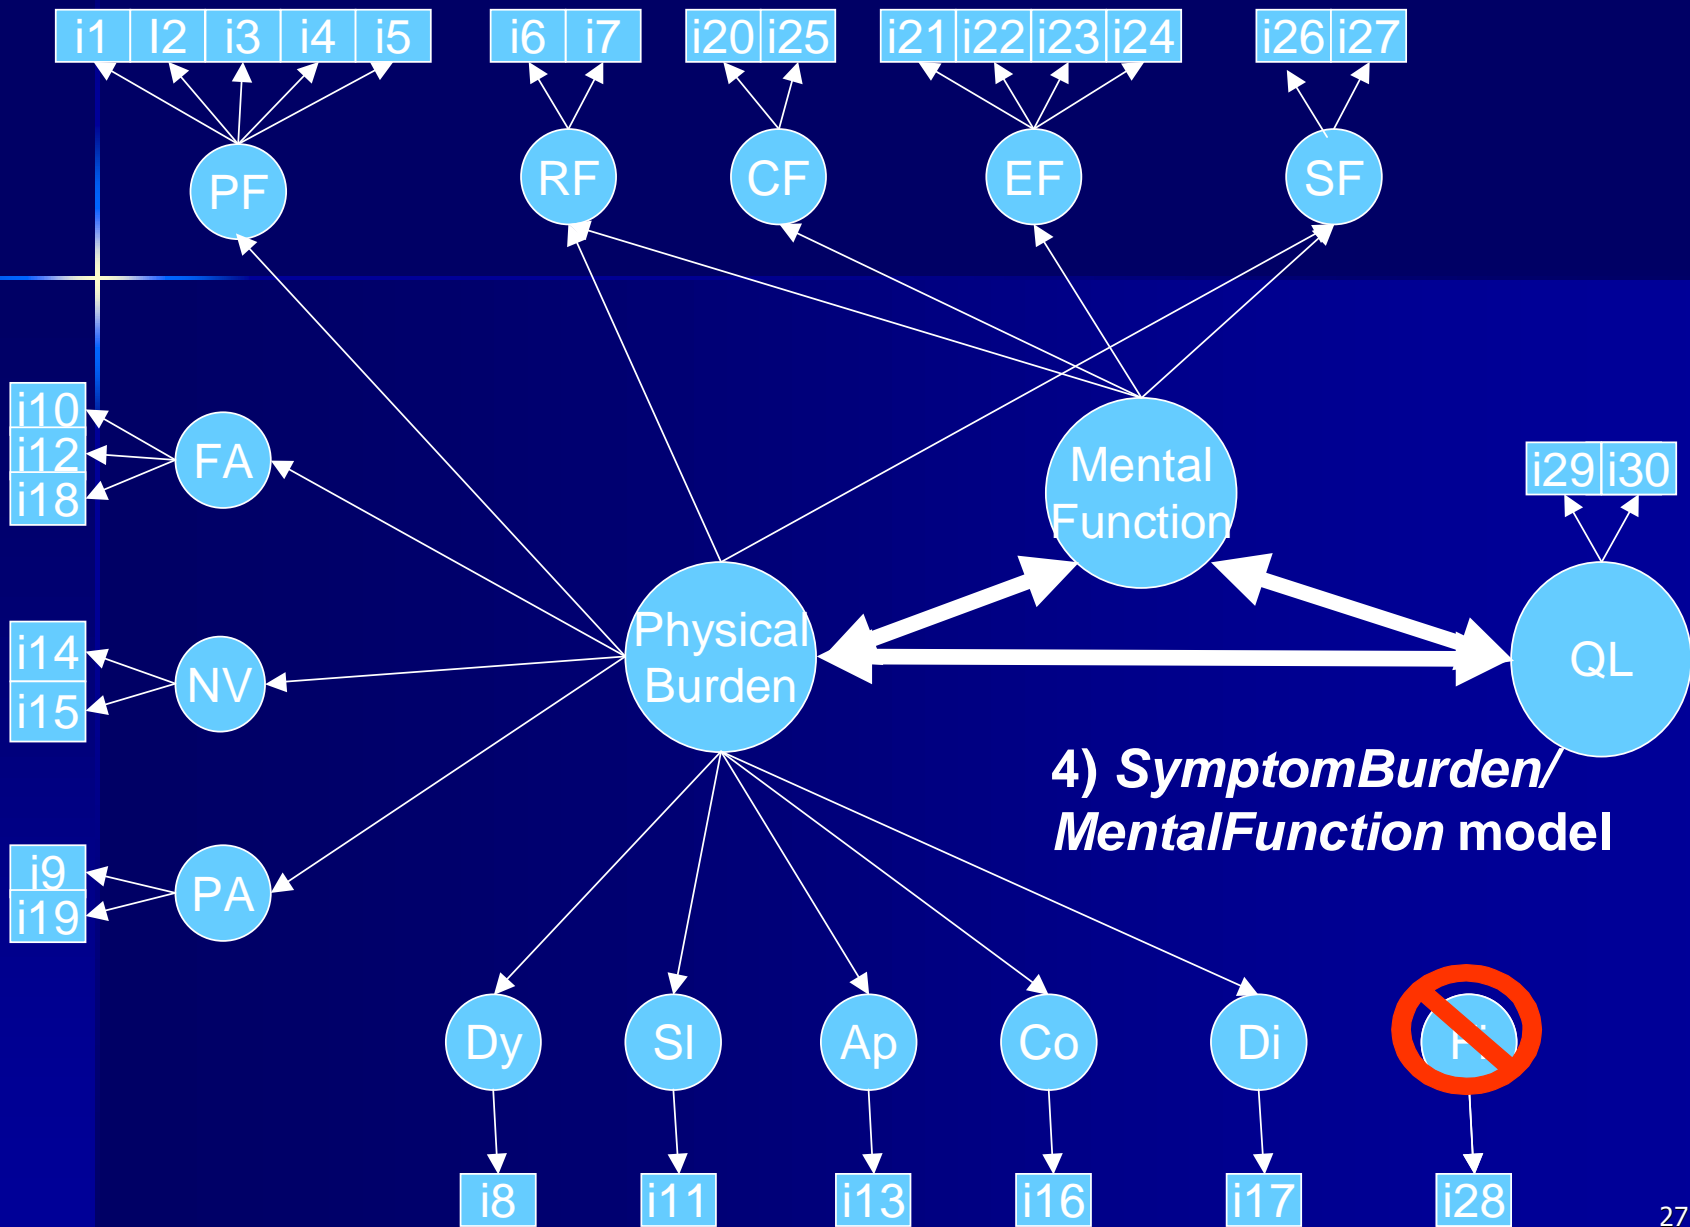 i1 I2 i3 i4 i5 i6 i7 i20 i25 i21 i22 i23 i24 i26 i27
PF RF CF EF SF
i10
i12
i18
FA
Mental
Function
i29 i30
i14
i15
NV
Physical
Burden
QL
4) SymptomBurden/
MentalFunction model
i9
i19
PA
Dy Sl Ap Co Di
i8 i11 i13 i16 i17 i28
27